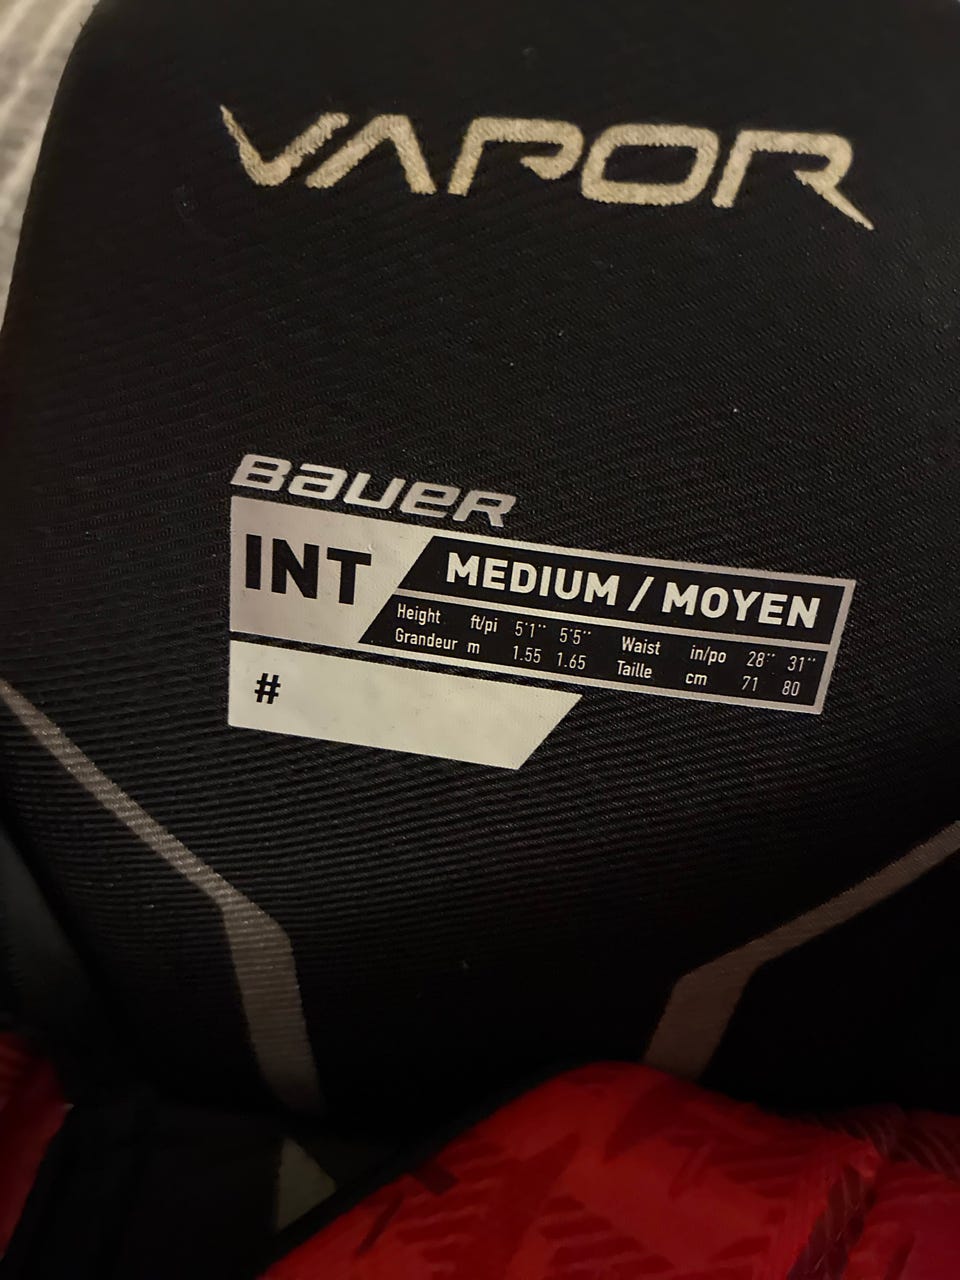 VAPOR
BAUER
INT
MEDIUM / MOYEN
Height ft/pi 5'1'' 5'5'' Waist in/po 28'' 31''
Grandeur m 1.55 1.65 Taille cm 71 80
#